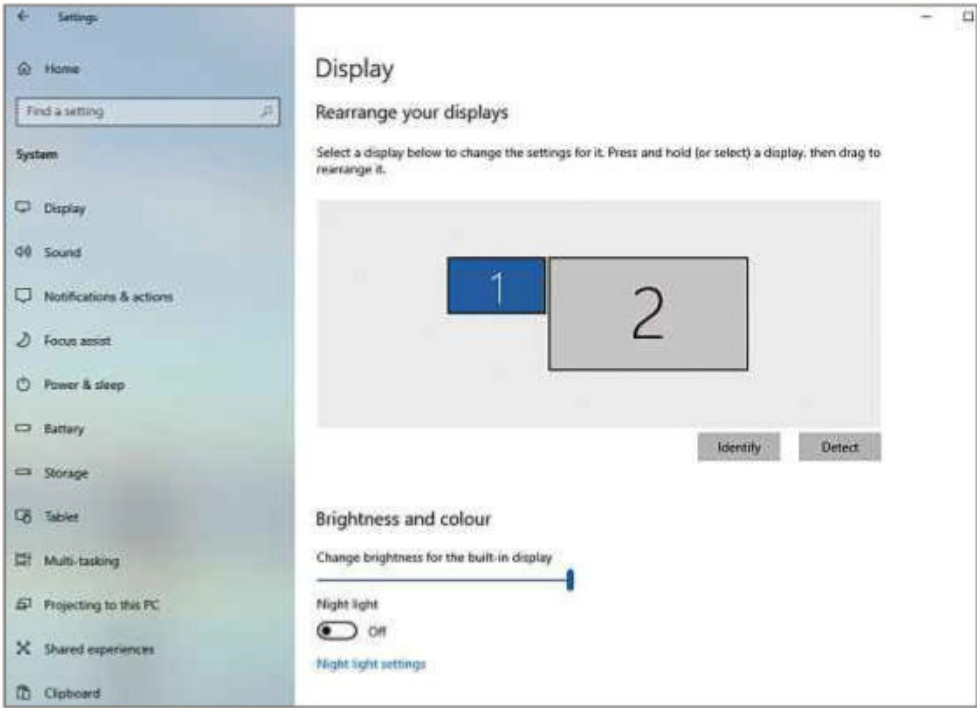 Settings
Home
Find a setting
System
Display
Sound
Notifications & actions
Focus assist
Power & sleep
Battery
Storage
Tablet
Multi-tasking
Projecting to this PC
Shared experiences
Clipboard
Display
Rearrange your displays
Select a display below to change the settings for it. Press and hold (or select) a display, then drag to
rearrange it.
1
2
Identify
Detect
Brightness and colour
Change brightness for the built-in display
Night light
Off
Night light settings